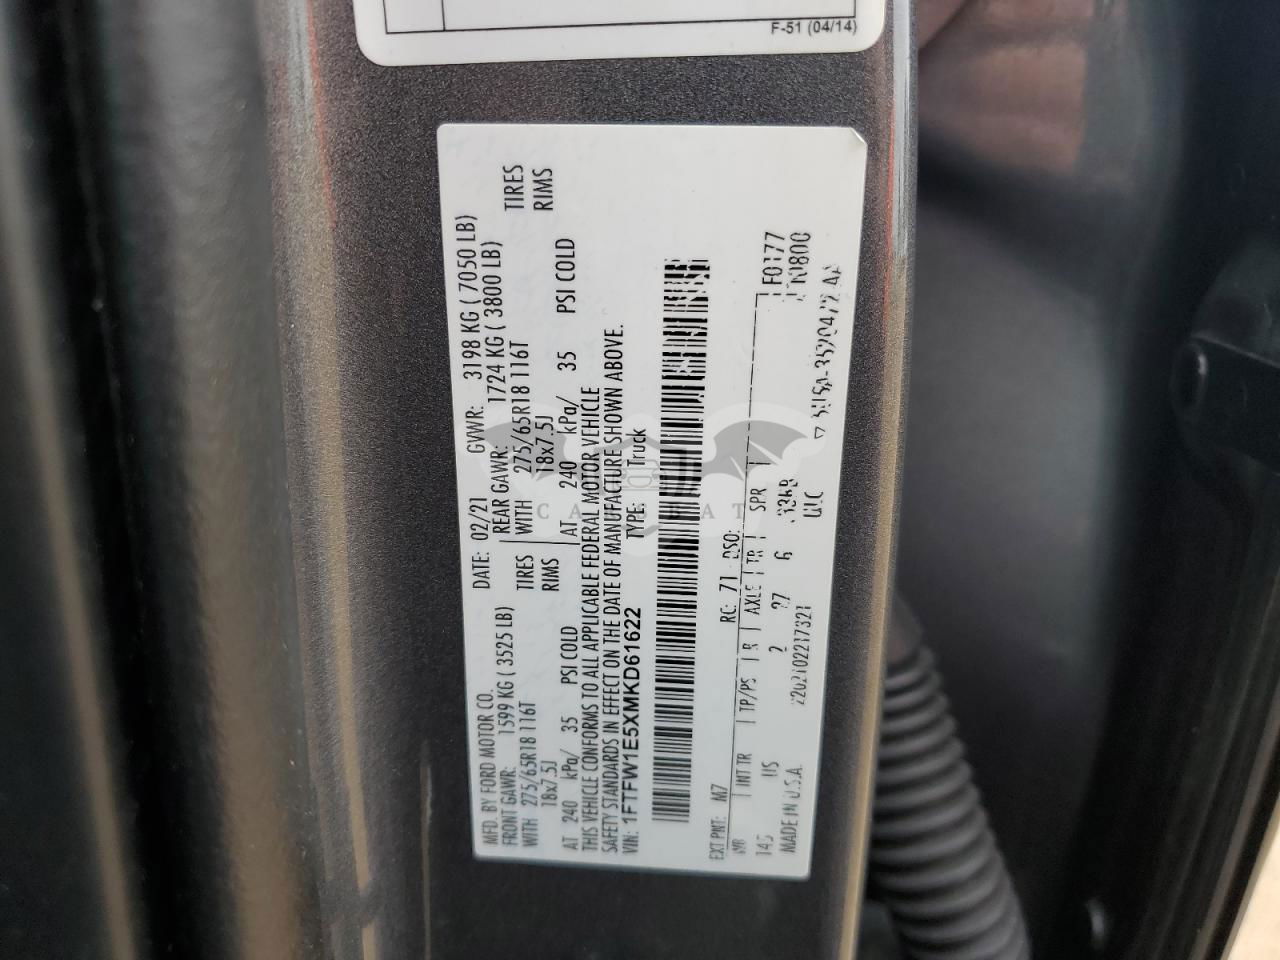 F-51 (04/14)
MFD. BY FORD MOTOR CO.
DATE: 02/21 GVWR: 3198 KG ( 7050 LB)
FRONT GAWR: 1599 KG ( 3525 LB) REAR GAWR: 1724 KG ( 3800 LB)
WITH 275/65R18 116T TIRES WITH 275/65R18 116T TIRES
18x7.5J RIMS 18x7.5J RIMS
AT 240 kPa/ 35 PSI COLD AT 240 kPa/ 35 PSI COLD
THIS VEHICLE CONFORMS TO ALL APPLICABLE FEDERAL MOTOR VEHICLE
SAFETY STANDARDS IN EFFECT ON THE DATE OF MANUFACTURE SHOWN ABOVE.
VIN: 1FTFW1E5XMKD61622 TYPE: Truck
EXT PNT: M7 RC: 71 DSO: F0177
WB INT TR TP/PS R AXLE TR SPR
145 2 27 6
MADE IN U.S.A.